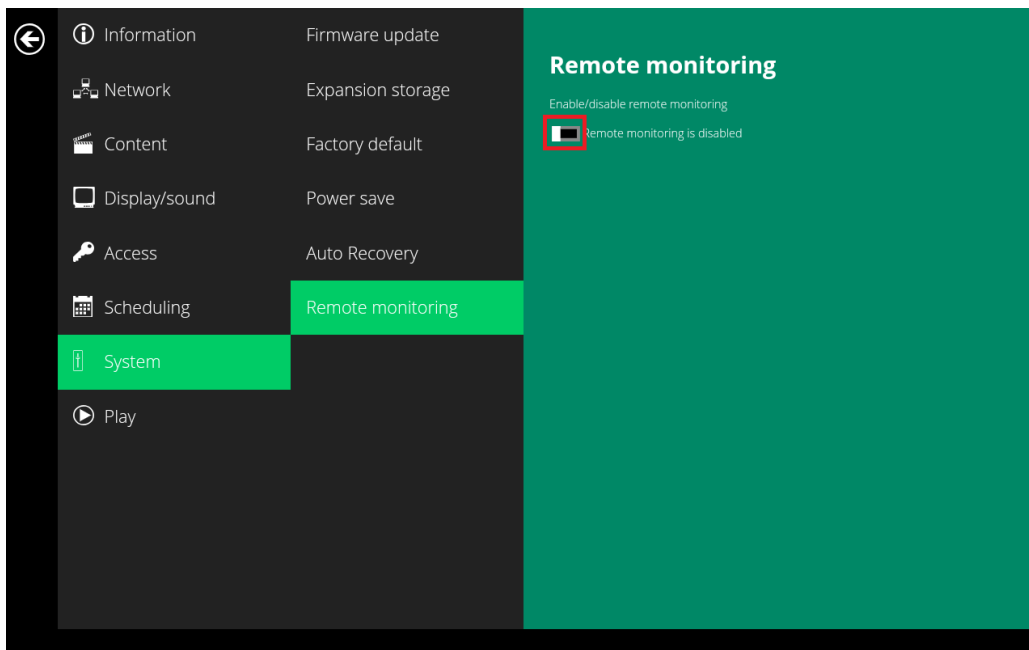 Information
Network
Content
Display/sound
Access
Scheduling
System
Play
Firmware update
Expansion storage
Factory default
Power save
Auto Recovery
Remote monitoring
Remote monitoring
Enable/disable remote monitoring
Remote monitoring is disabled